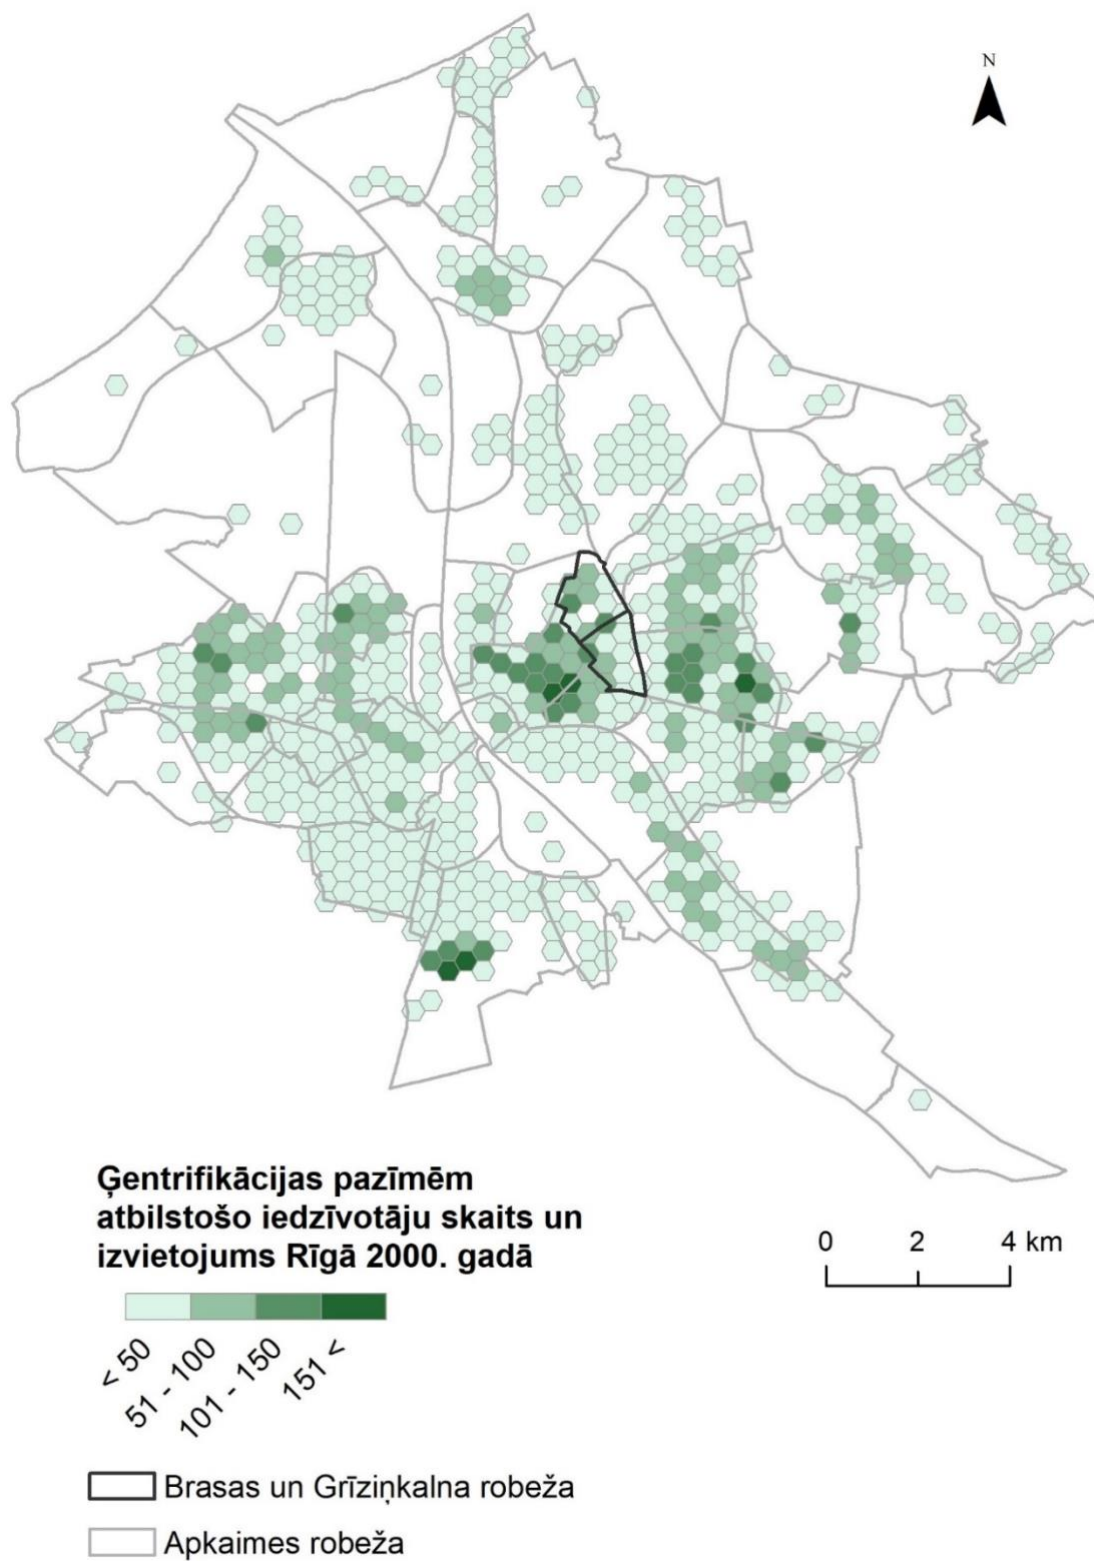 N
Ģentrifikācijas pazīmēm
atbilstošo iedzīvotāju skaits un
izvietojums Rīgā 2000. gadā
0 2 4 km
< 50
51 - 100
101 - 150
151 <
Brasas un Grīziņkalna robeža
Apkaimes robeža